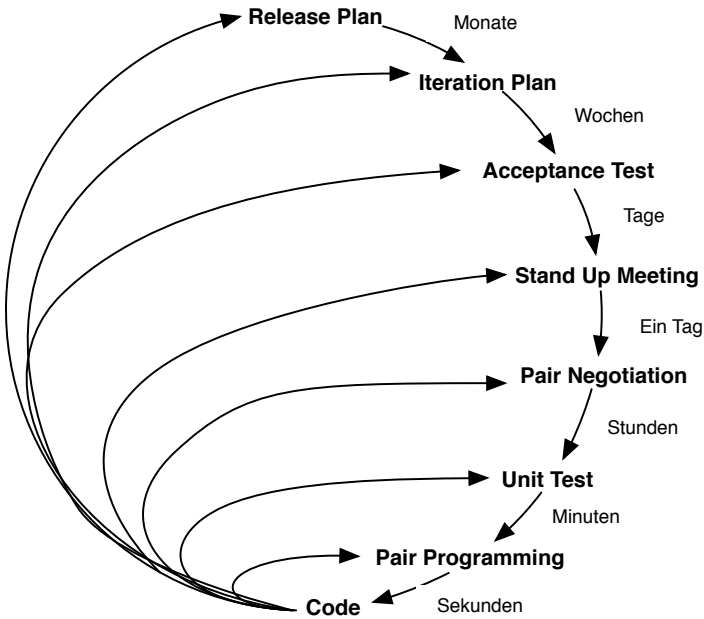 Release Plan
Monate
Iteration Plan
Wochen
Acceptance Test
Tage
Stand Up Meeting
Ein Tag
Pair Negotiation
Stunden
Unit Test
Minuten
Pair Programming
Sekunden
Code